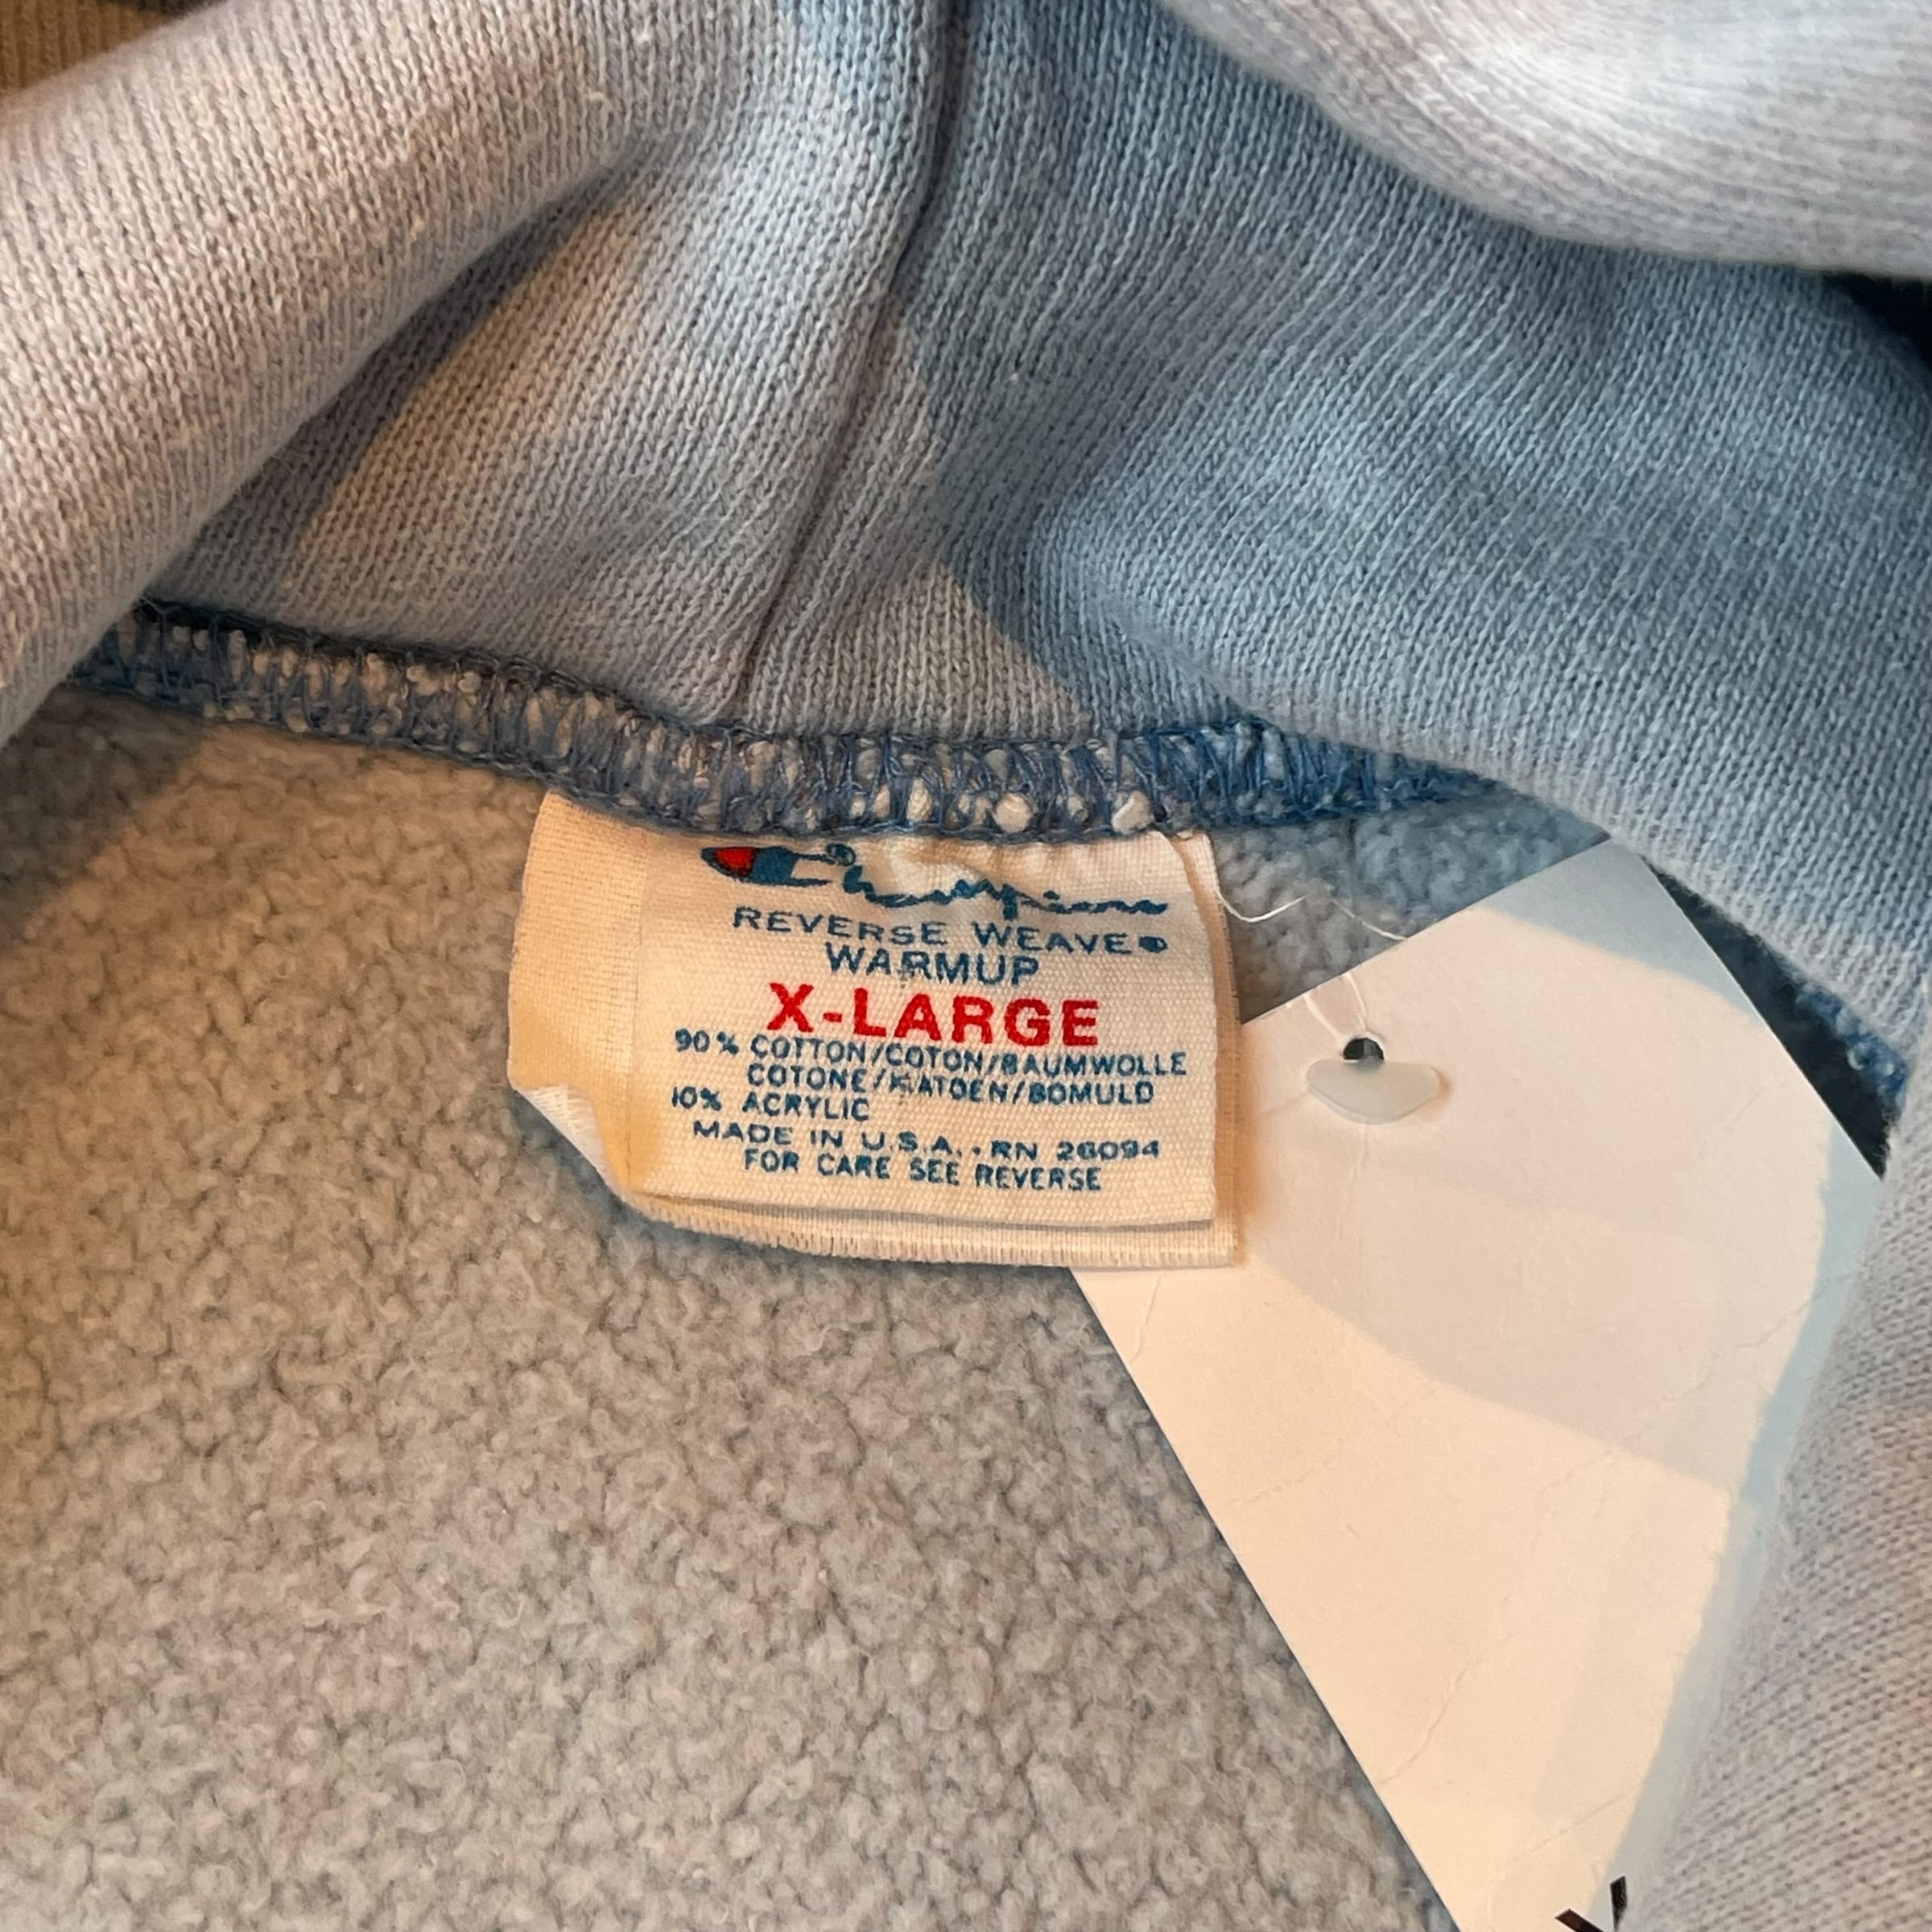 Champion®
REVERSE WEAVE®
WARMUP
X-LARGE
90% COTTON/COTON/BAUMWOLLE
COTONE/KATOEN/BOMULD
10% ACRYLIC
MADE IN U.S.A. · RN 26094
FOR CARE SEE REVERSE